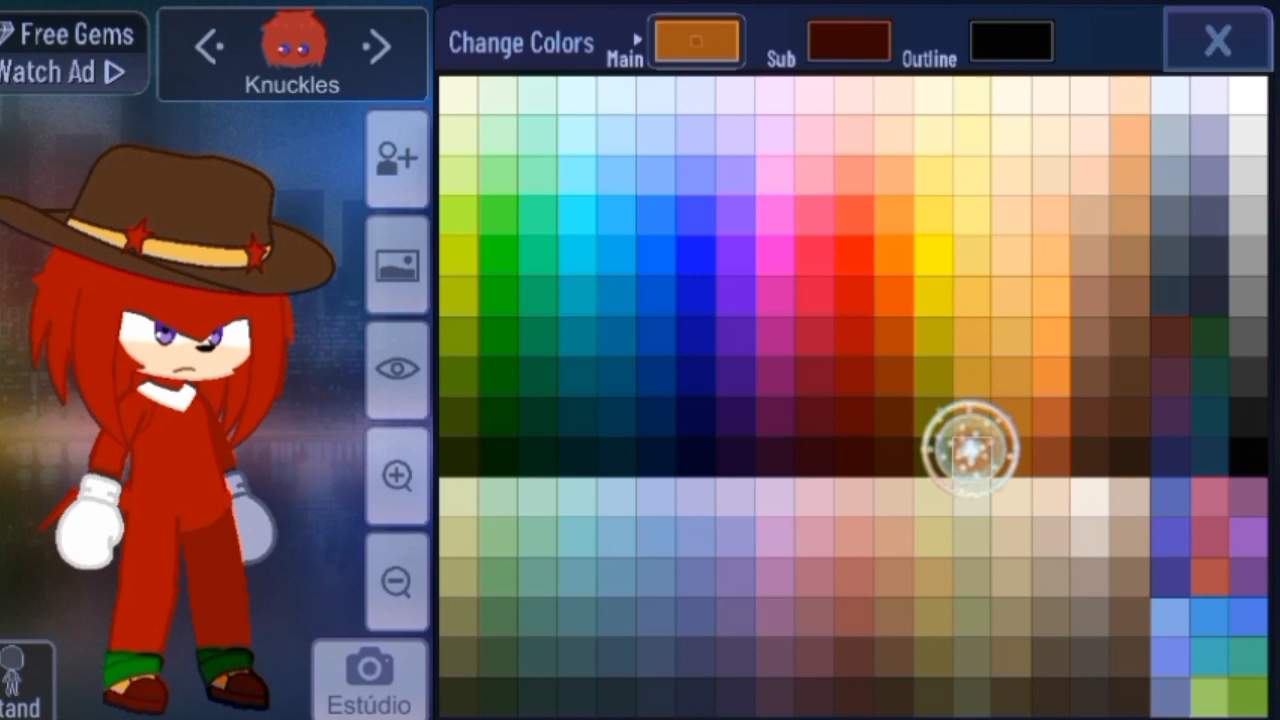 Free Gems
Watch Ad
Knuckles
Change Colors
Main
Sub
Outline
X
Estúdio
tand